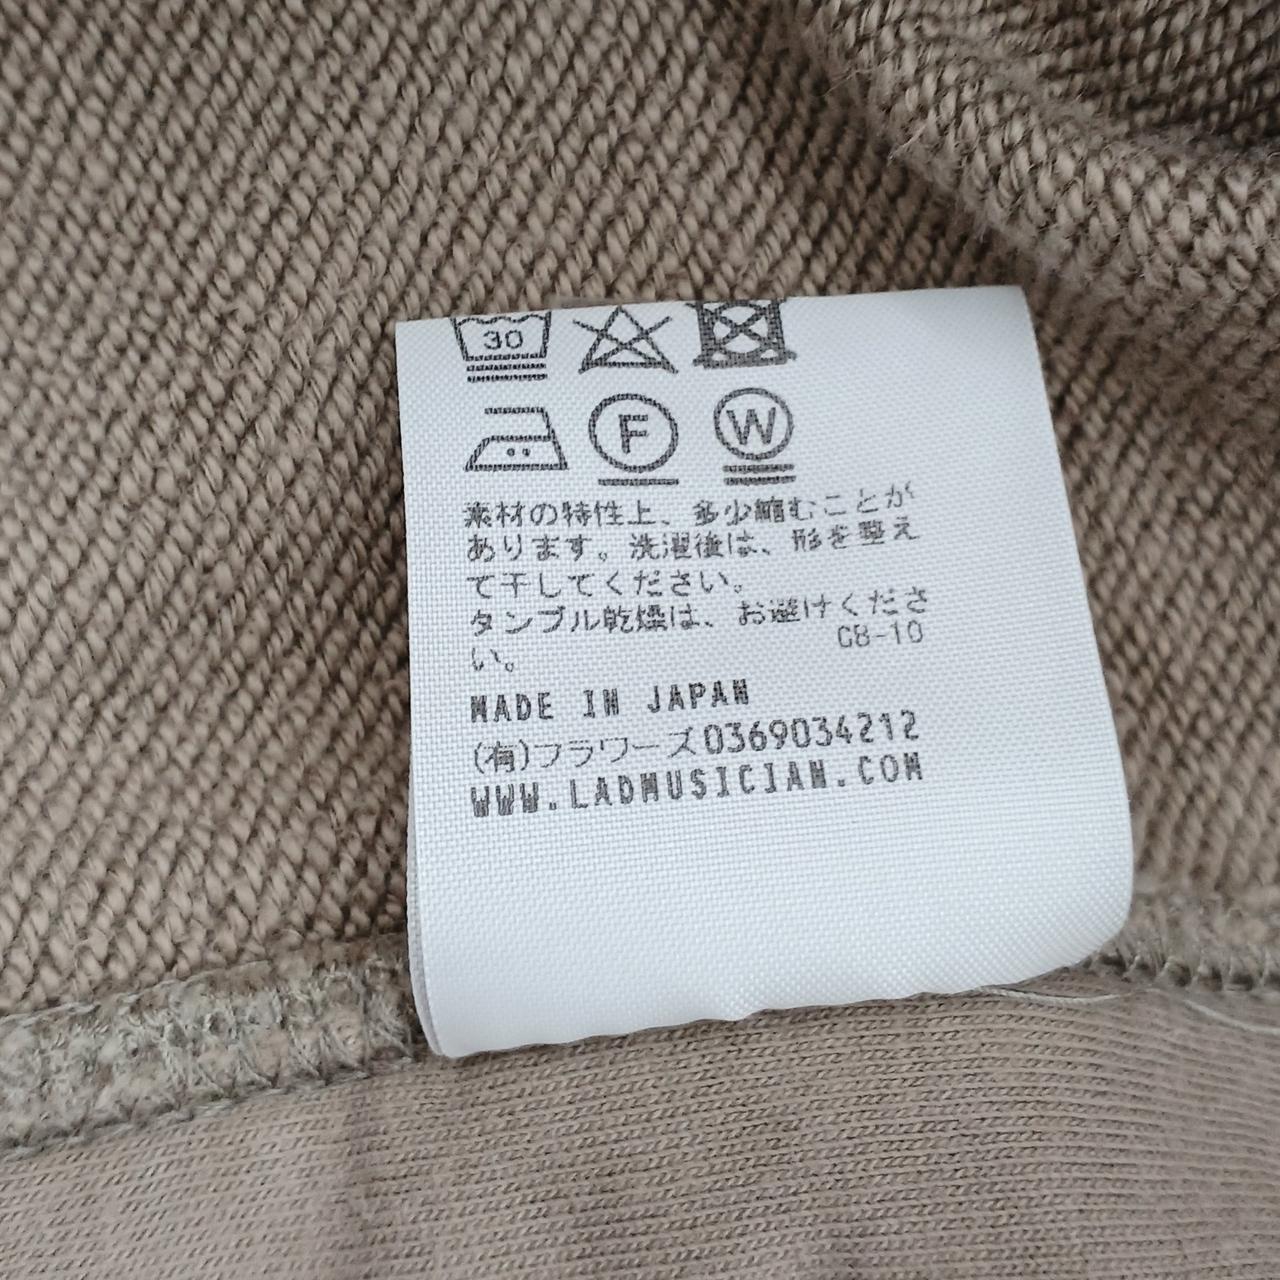 30
F W
素材の特性上、多少縮むことが
あります。洗濯後は、形を整え
て干してください。
タンブル乾燥は、お避けくださ
い。
CB-10
MADE IN JAPAN
(有)フラワーズ0369034212
WWW.LADMUSICIAN.COM